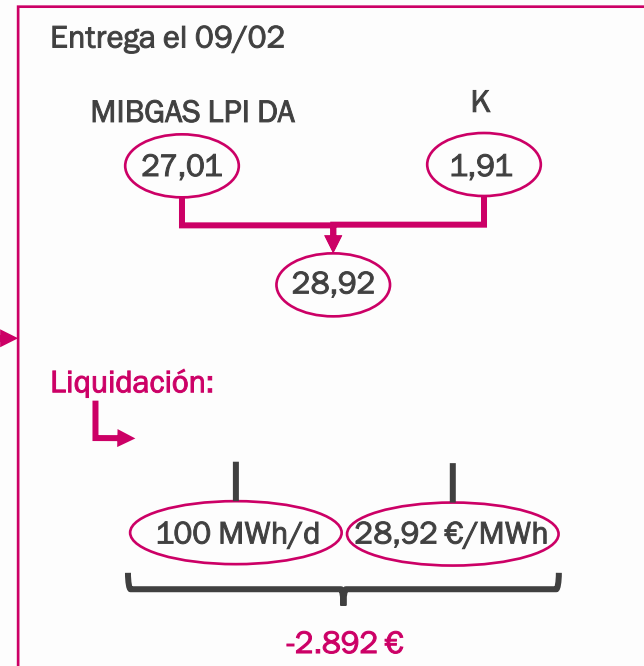 Entrega el 09/02
MIBGAS LPI DA
K
27,01
1,91
28,92
Liquidación:
100 MWh/d
28,92 €/MWh
-2.892 €